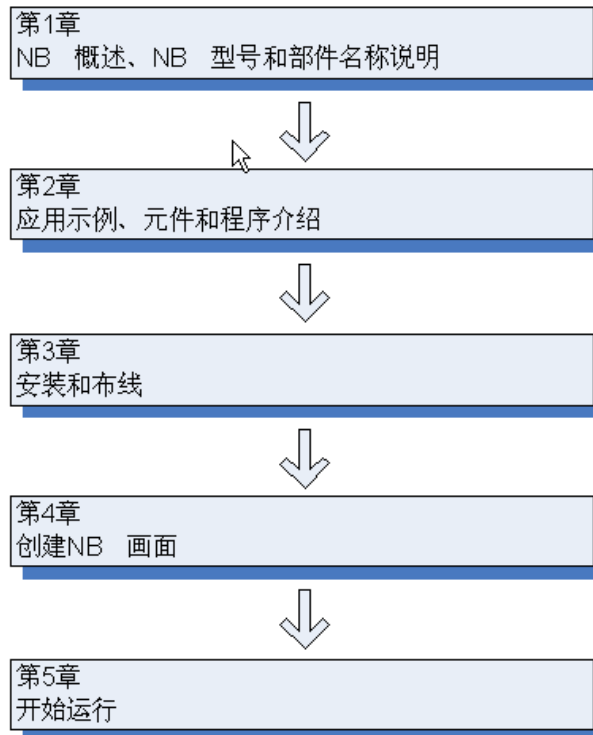 第1章
NB 概述、NB 型号和部件名称说明
第2章
应用示例、元件和程序介绍
第3章
安装和布线
第4章
创建NB 画面
第5章
开始运行